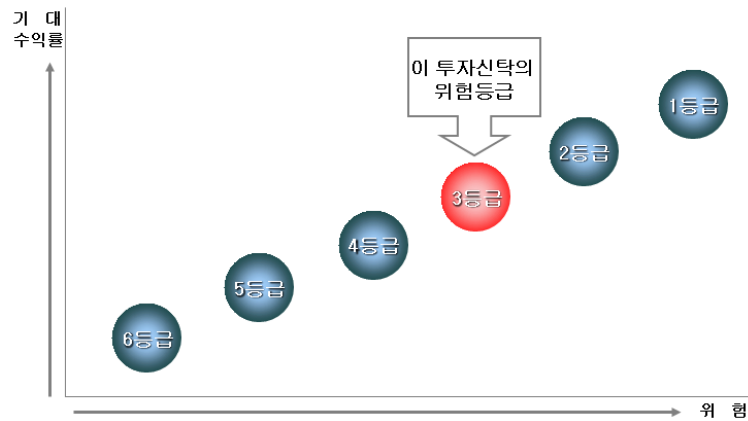 기 대
수익률
이 투자신탁의
위험등급
1등급
2등급
3등급
4등급
5등급
6등급
위 험